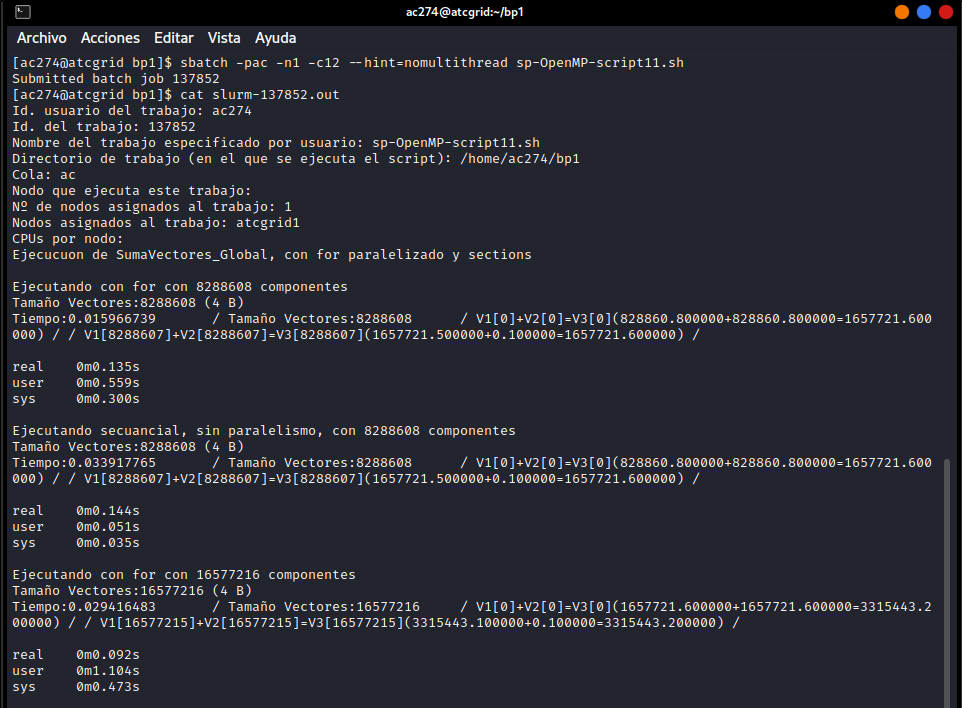 ac274@atcgrid:~/bp1
Archivo Acciones Editar Vista Ayuda
[ac274@atcgrid bp1]$ sbatch -pac -n1 -c12 --hint=nomultithread sp-OpenMP-script11.sh
Submitted batch job 137852
[ac274@atcgrid bp1]$ cat slurm-137852.out
Id. usuario del trabajo: ac274
Id. del trabajo: 137852
Nombre del trabajo especificado por usuario: sp-OpenMP-script11.sh
Directorio de trabajo (en el que se ejecuta el script): /home/ac274/bp1
Cola: ac
Nodo que ejecuta este trabajo:
Nº de nodos asignados al trabajo: 1
Nodos asignados al trabajo: atcgrid1
CPUs por nodo:
Ejecucuon de SumaVectores_Global, con for paralelizado y sections
Ejecutando con for con 8288608 componentes
Tamaño Vectores:8288608 (4 B)
Tiempo:0.015966739 / Tamaño Vectores:8288608 / V1[0]+V2[0]=V3[0](828860.800000+828860.800000=1657721.600
000) / / V1[8288607]+V2[8288607]=V3[8288607](1657721.500000+0.100000=1657721.600000) /
real 0m0.135s
user 0m0.559s
sys 0m0.300s
Ejecutando secuancial, sin paralelismo, con 8288608 componentes
Tamaño Vectores:8288608 (4 B)
Tiempo:0.033917765 / Tamaño Vectores:8288608 / V1[0]+V2[0]=V3[0](828860.800000+828860.800000=1657721.600
000) / / V1[8288607]+V2[8288607]=V3[8288607](1657721.500000+0.100000=1657721.600000) /
real 0m0.144s
user 0m0.051s
sys 0m0.035s
Ejecutando con for con 16577216 componentes
Tamaño Vectores:16577216 (4 B)
Tiempo:0.029416483 / Tamaño Vectores:16577216 / V1[0]+V2[0]=V3[0](1657721.600000+1657721.600000=3315443.2
00000) / / V1[16577215]+V2[16577215]=V3[16577215](3315443.100000+0.100000=3315443.200000) /
real 0m0.092s
user 0m1.104s
sys 0m0.473s